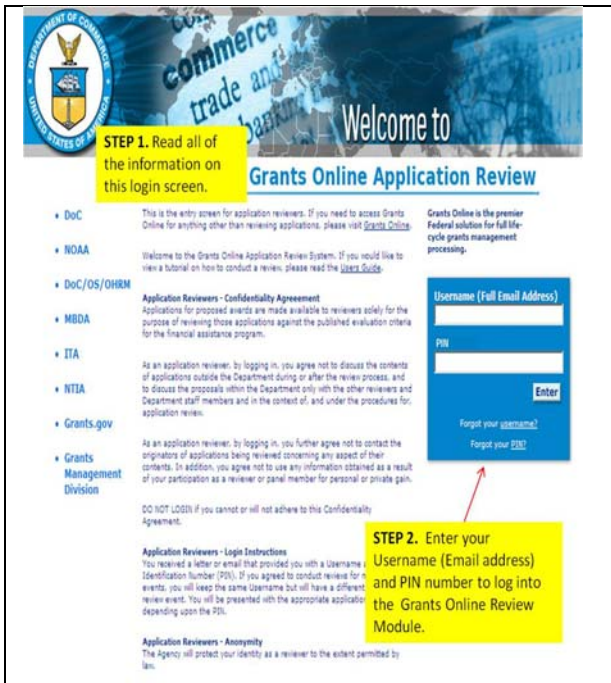 DEPARTMENT OF COMMERCE
UNITED STATES OF AMERICA
commerce
trade and
banking
Welcome to
STEP 1. Read all of
the information on
this login screen.
Grants Online Application Review
• DoC
• NOAA
• DoC/OS/OHRM
• MBDA
• ITA
• NTIA
• Grants.gov
• Grants
Management
Division
This is the entry screen for application reviewers. If you need to access Grants
Online for anything other than reviewing applications, please visit Grants Online.
Welcome to the Grants Online Application Review System. If you would like to
view a tutorial on how to conduct a review, please read the Users Guide.
Application Reviewers - Confidentiality Agreeement
Applications for proposed awards are made available to reviewers solely for the
purpose of reviewing those applications against the published evaluation criteria
for the financial assistance program.
As an application reviewer, by logging in, you agree not to discuss the contents
of applications outside the Department during or after the review process, and
to discuss the proposals within the Department only with the other reviewers and
Department staff members and in the context of, and under the procedures for,
application review.
As an application reviewer, by logging in, you further agree not to contact the
originators of applications being reviewed concerning any aspect of their
contents. In addition, you agree not to use any information obtained as a result
of your participation as a reviewer or panel member for personal or private gain.
DO NOT LOGIN if you cannot or will not adhere to this Confidentiality
Agreement.
Application Reviewers - Login Instructions
You received a letter or email that provided you with a Username
Identification Number (PIN). If you agreed to conduct reviews for
events, you will keep the same Username but will have a different
review event. You will be presented with the appropriate application
depending upon the PIN.
Application Reviewers - Anonymity
The Agency will protect your identity as a reviewer to the extent permitted by
law.
Grants Online is the premier
Federal solution for full life-
cycle grants management
processing.
Username (Full Email Address)
PIN
Enter
Forgot your username?
Forgot your PIN?
STEP 2. Enter your
Username (Email address)
and PIN number to log into
the Grants Online Review
Module.